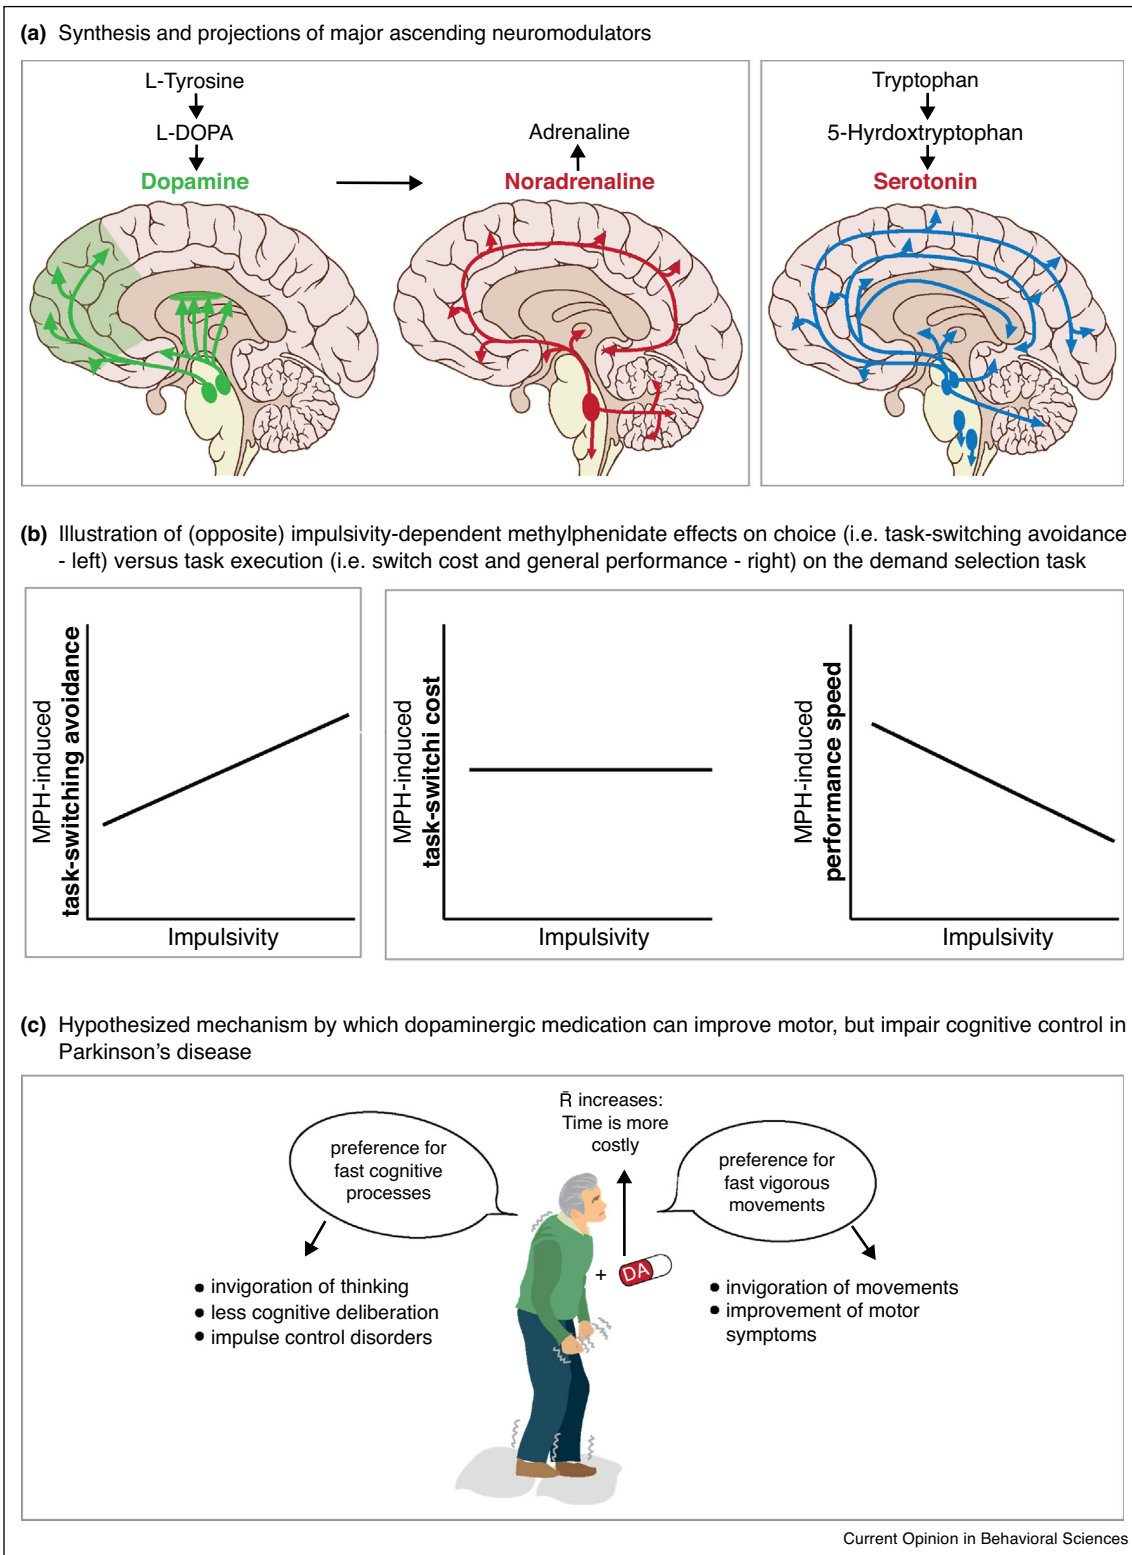 (a) Synthesis and projections of major ascending neuromodulators
L-Tyrosine
L-DOPA
Dopamine
Adrenaline
Noradrenaline
Tryptophan
5-Hyrdoxtryptophan
Serotonin
(b) Illustration of (opposite) impulsivity-dependent methylphenidate effects on choice (i.e. task-switching avoidance
- left) versus task execution (i.e. switch cost and general performance - right) on the demand selection task
MPH-induced
task-switching avoidance
Impulsivity
MPH-induced
task-switchi cost
Impulsivity
MPH-induced
performance speed
Impulsivity
(c) Hypothesized mechanism by which dopaminergic medication can improve motor, but impair cognitive control in
Parkinson's disease
preference for
fast cognitive
processes
R̄ increases:
Time is more
costly
preference for
fast vigorous
movements
+ DA
• invigoration of thinking
• less cognitive deliberation
• impulse control disorders
• invigoration of movements
• improvement of motor
symptoms
Current Opinion in Behavioral Sciences